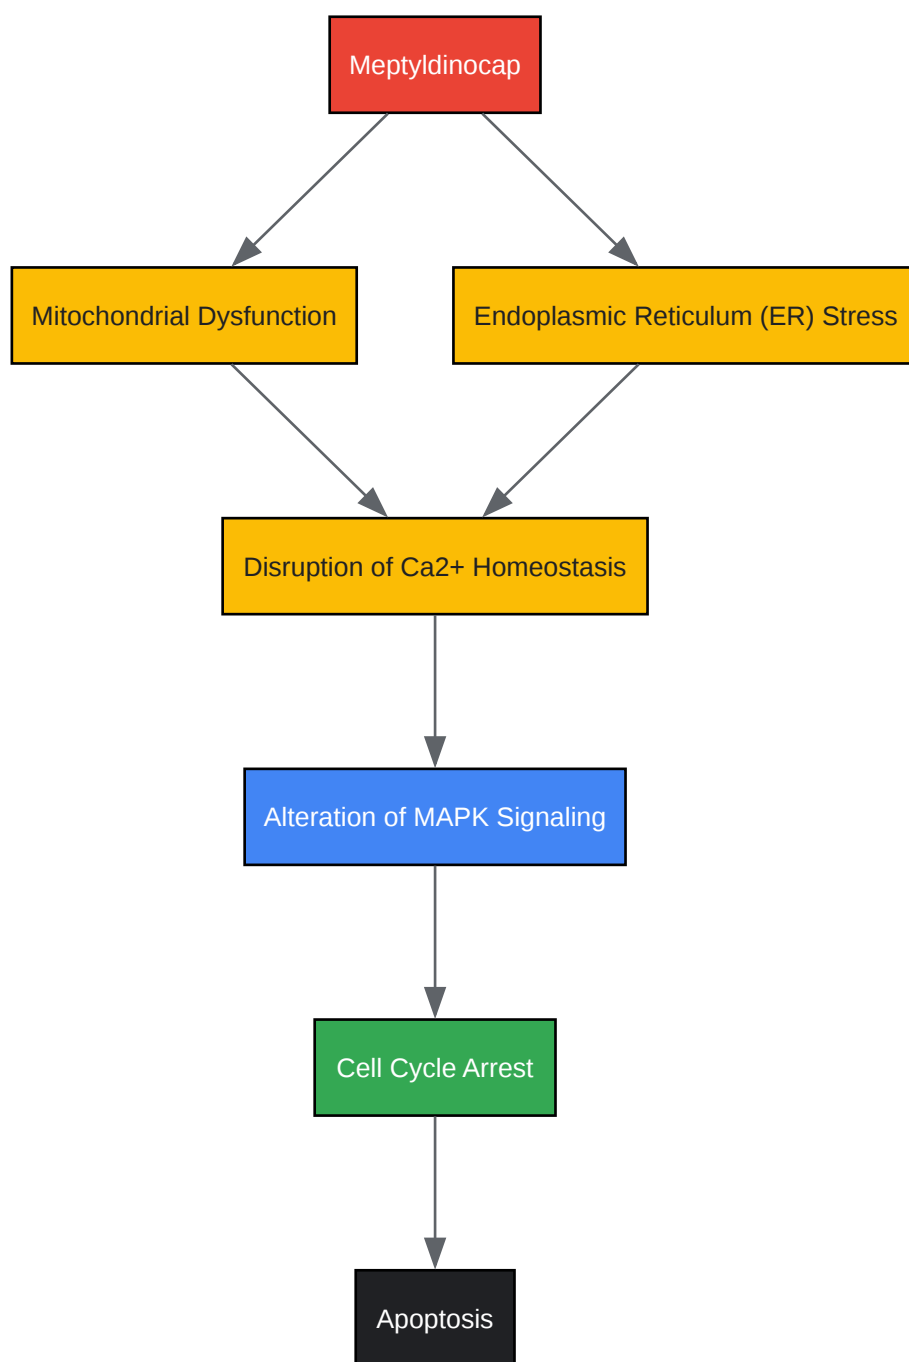 Meptyldinocap
Mitochondrial Dysfunction
Endoplasmic Reticulum (ER) Stress
Disruption of Ca2+ Homeostasis
Alteration of MAPK Signaling
Cell Cycle Arrest
Apoptosis